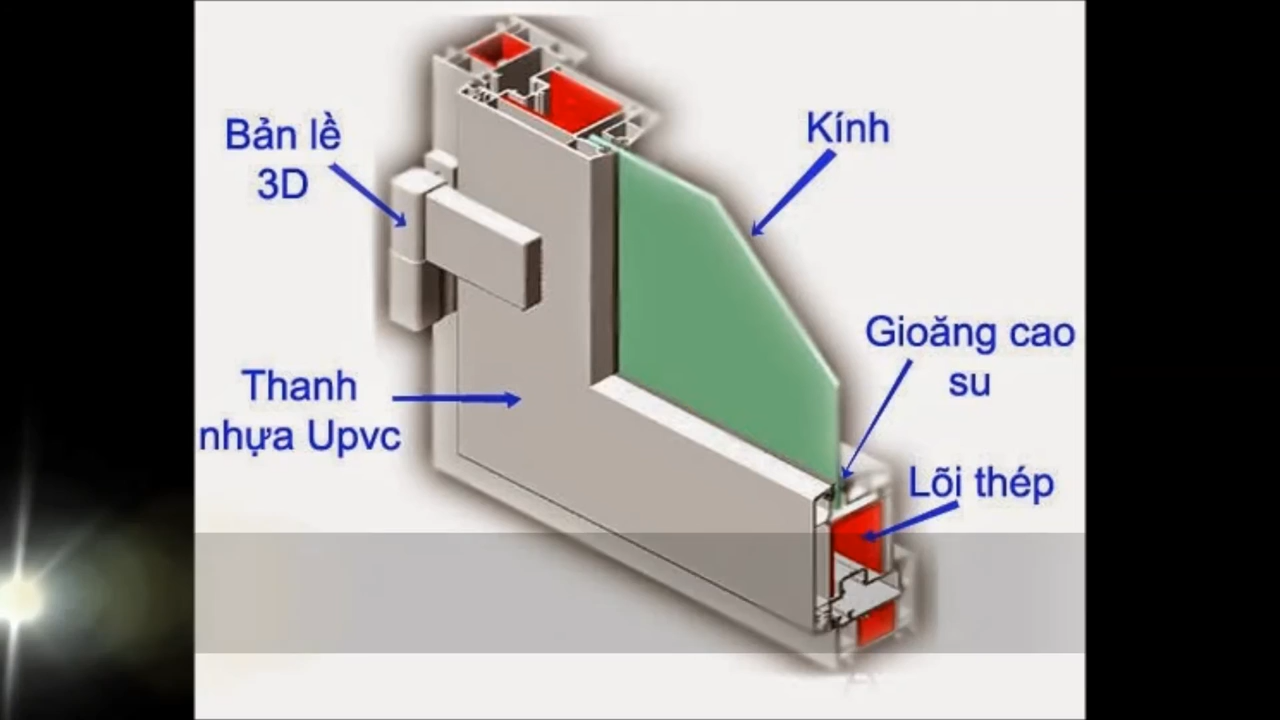 Bản lề
3D
Kính
Gioăng cao
su
Thanh
nhựa Upvc
Lõi thép